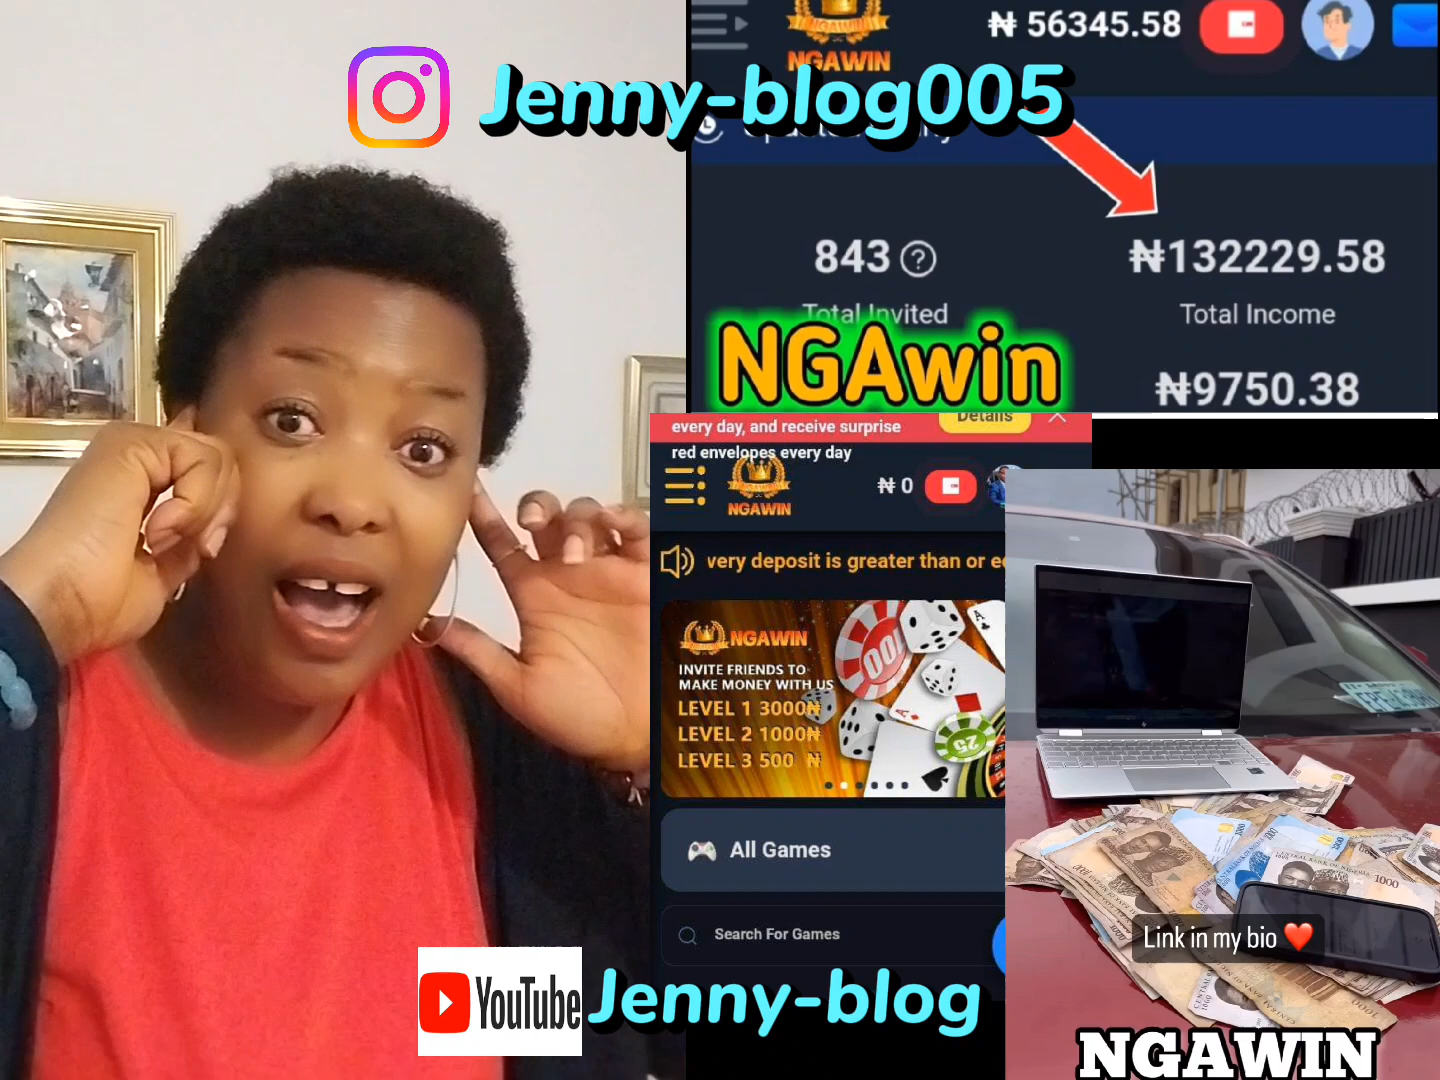 Jenny-blog005
NGAWIN
₦ 56345.58
843
Total Invited
₦132229.58
Total Income
₦9750.38
NGAwin
every day, and receive surprise
red envelopes every day
Details
NGAWIN
₦ 0
very deposit is greater than or
NGAWIN
INVITE FRIENDS TO
MAKE MONEY WITH US
LEVEL 1 3000₦
LEVEL 2 1000₦
LEVEL 3 500 ₦
All Games
Search For Games
Link in my bio
NGAWIN
YouTube
Jenny-blog